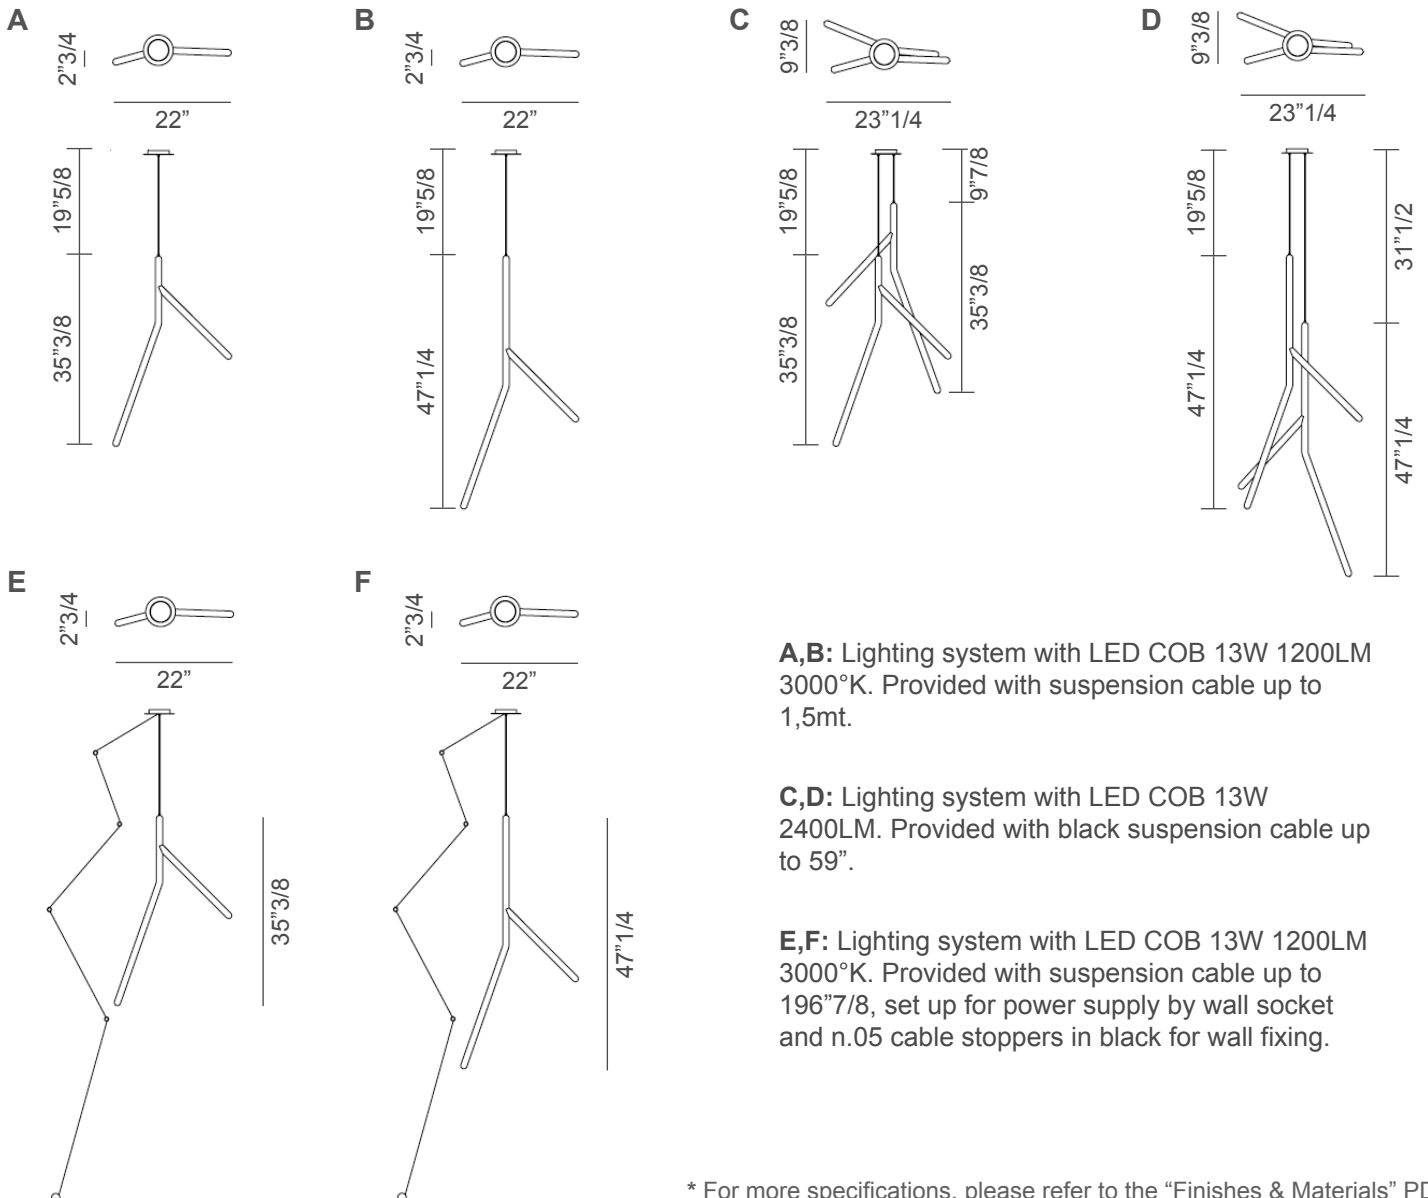 A
2”3/4
22”
19”5/8
35”3/8
B
2”3/4
22”
19”5/8
47”1/4
C
9”3/8
23”1/4
19”5/8
35”3/8
9”7/8
35”3/8
D
9”3/8
23”1/4
19”5/8
47”1/4
31”1/2
47”1/4
E
2”3/4
22”
35”3/8
F
2”3/4
22”
47”1/4
A,B: Lighting system with LED COB 13W 1200LM
3000°K. Provided with suspension cable up to
1,5mt.
C,D: Lighting system with LED COB 13W
2400LM. Provided with black suspension cable up
to 59”.
E,F: Lighting system with LED COB 13W 1200LM
3000°K. Provided with suspension cable up to
196”7/8, set up for power supply by wall socket
and n.05 cable stoppers in black for wall fixing.
* For more specifications, please refer to the “Finishes & Materials”